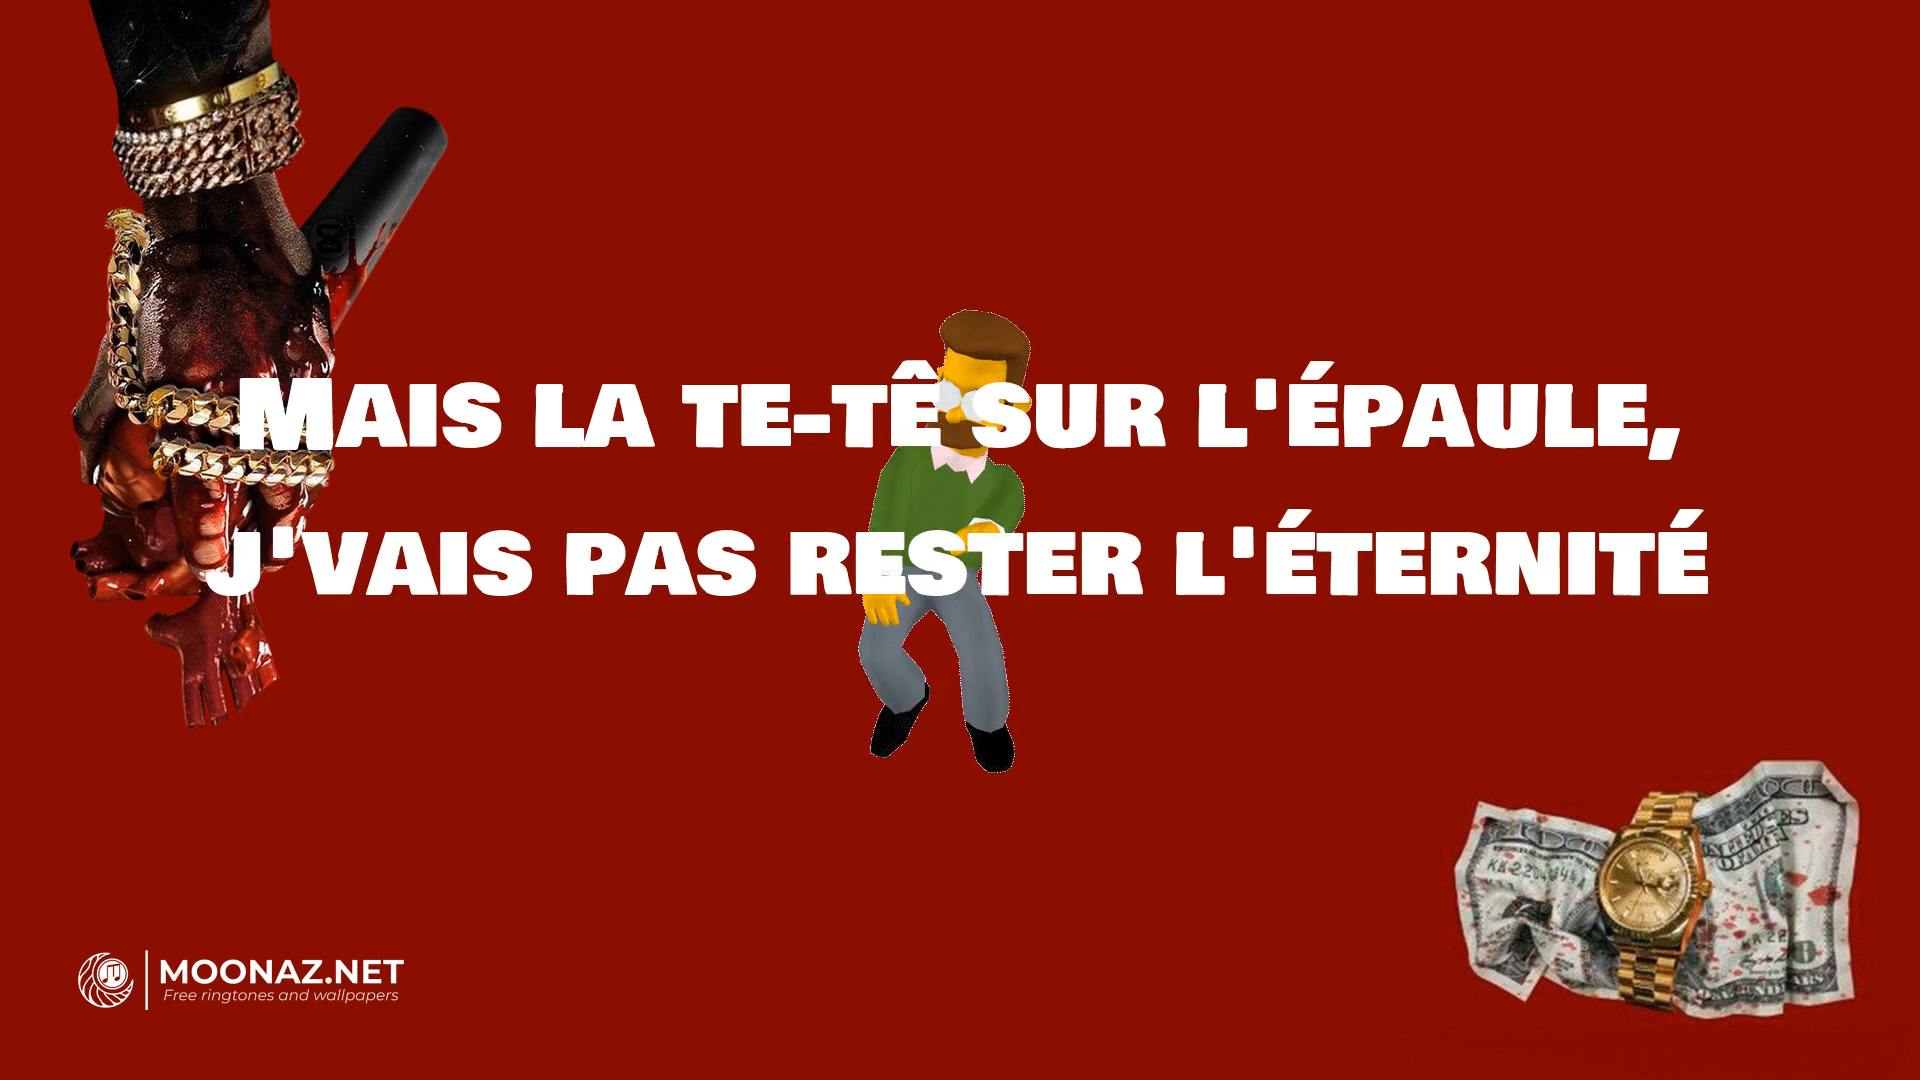 Mais la te-tê sur l'épaule,
j'vais pas rester l'éternité
MOONAZ.NET
Free ringtones and wallpapers